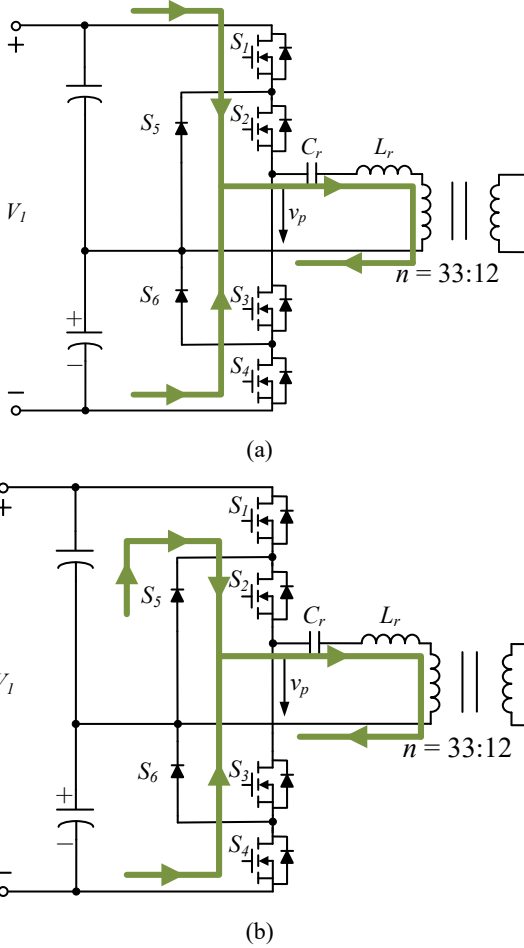 +
S1
S2
S5
Cr
Lr
V1
vp
n = 33:12
S6
S3
+
−
S4
−
(a)
+
S1
S2
S5
Cr
Lr
V1
vp
n = 33:12
S6
S3
+
−
S4
−
(b)